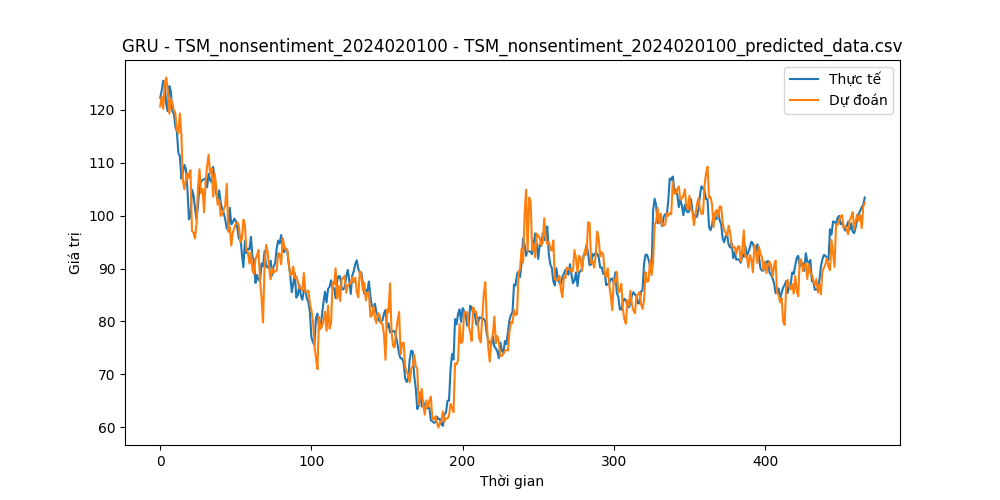 GRU - TSM_nonsentiment_2024020100 - TSM_nonsentiment_2024020100_predicted_data.csv
Thực tế
Dự đoán
Giá trị
120
110
100
90
80
70
60
0
100
200
300
400
Thời gian